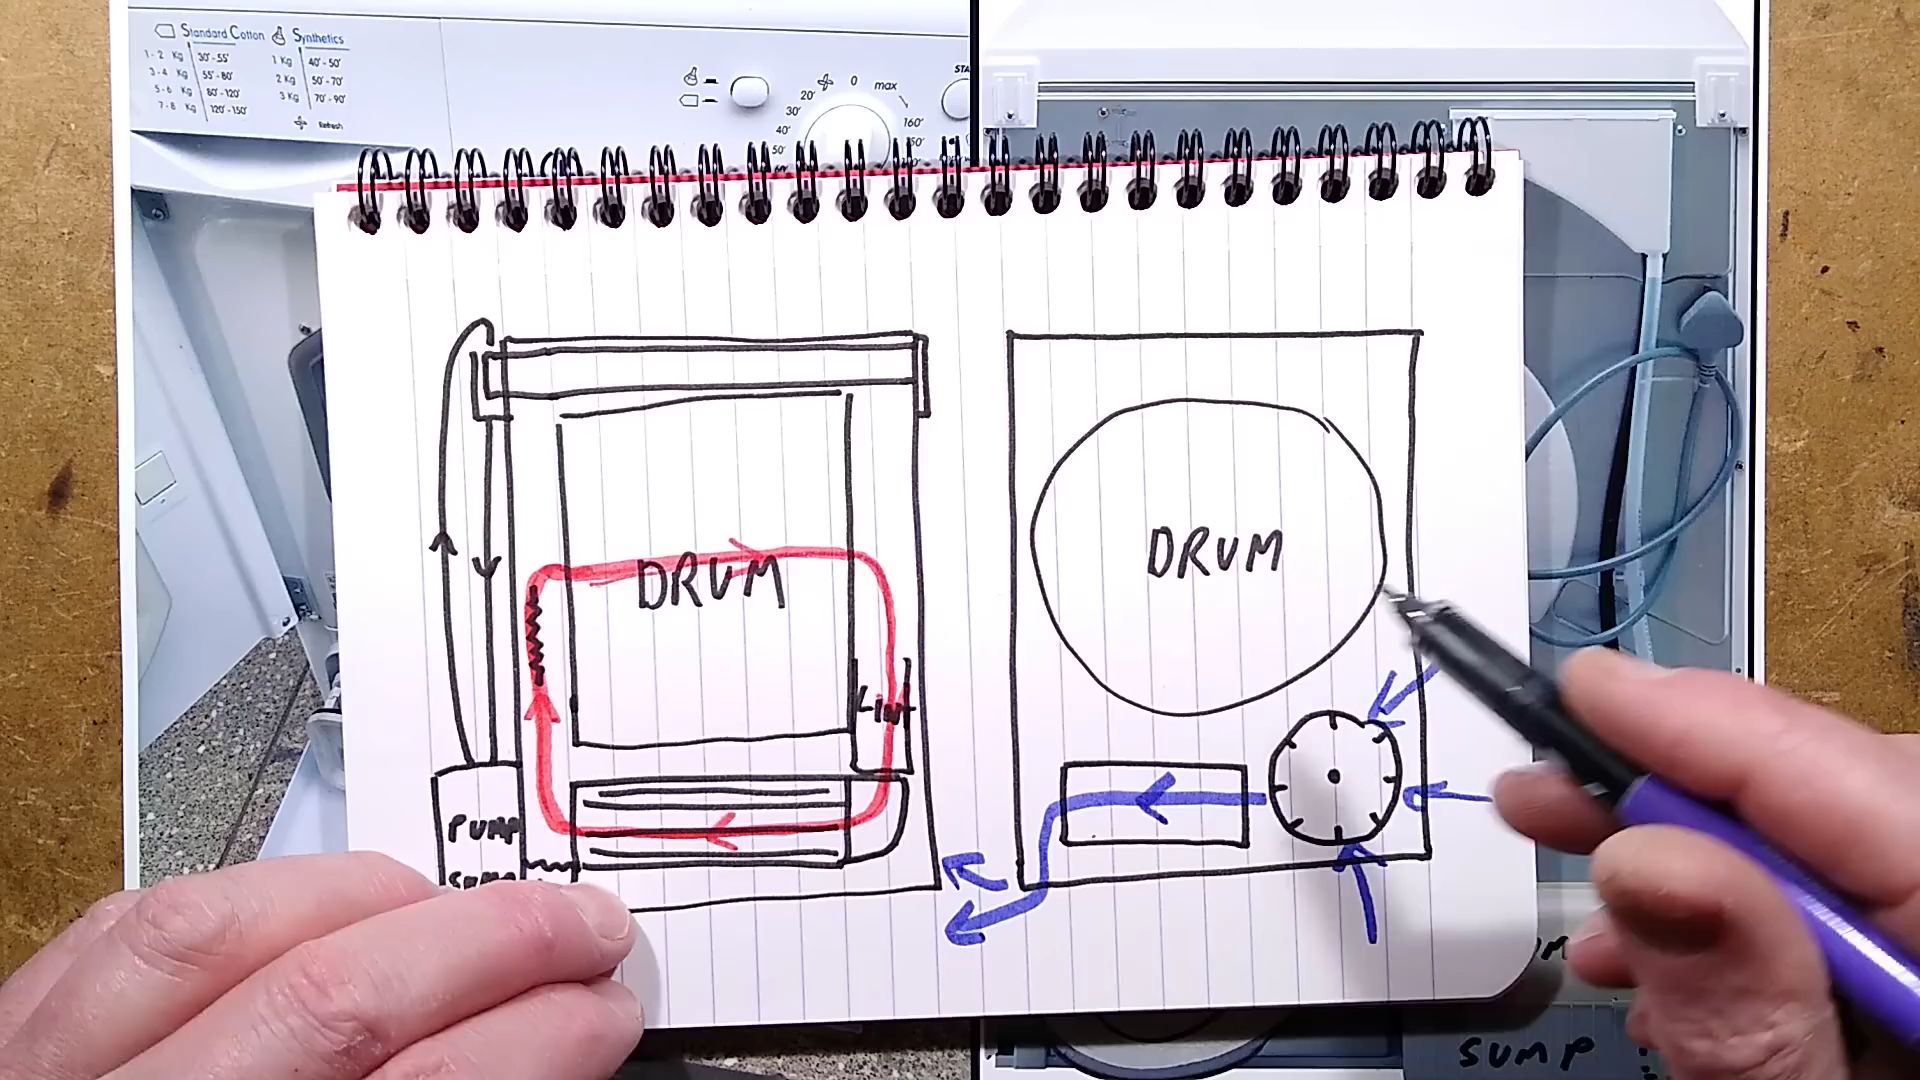 Standard Cotton
1 - 2 Kg 30'-55'
3 - 4 Kg 55'-80'
5 - 6 Kg 80'-120'
7 - 8 Kg 120'-150'
Synthetics
1 Kg 40'-50'
2 Kg 50'-70'
3 Kg 70'-90'
Refresh
0
max
20'
30'
40'
50'
160'
STA
DRUM
DRUM
Lint
PUMP
SUMP
SUMP